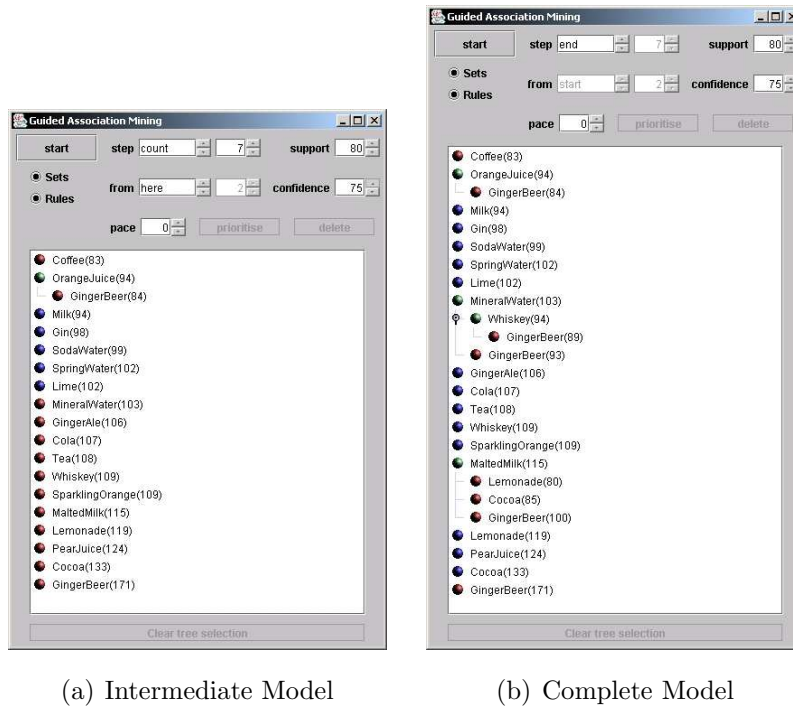 Guided Association Mining
start step count 7 support 80
Sets
Rules
from here 2 confidence 75
pace 0 prioritise delete
Coffee(83)
OrangeJuice(94)
GingerBeer(84)
Milk(94)
Gin(98)
SodaWater(99)
SpringWater(102)
Lime(102)
MineralWater(103)
GingerAle(106)
Cola(107)
Tea(108)
Whiskey(109)
SparklingOrange(109)
MaltedMilk(115)
Lemonade(119)
PearJuice(124)
Cocoa(133)
GingerBeer(171)
Clear tree selection
(a) Intermediate Model
Guided Association Mining
start step end 7 support 80
Sets
Rules
from start 2 confidence 75
pace 0 prioritise delete
Coffee(83)
OrangeJuice(94)
GingerBeer(84)
Milk(94)
Gin(98)
SodaWater(99)
SpringWater(102)
Lime(102)
MineralWater(103)
Whiskey(94)
GingerBeer(89)
GingerBeer(93)
GingerAle(106)
Cola(107)
Tea(108)
Whiskey(109)
SparklingOrange(109)
MaltedMilk(115)
Lemonade(80)
Cocoa(85)
GingerBeer(100)
Lemonade(119)
PearJuice(124)
Cocoa(133)
GingerBeer(171)
Clear tree selection
(b) Complete Model